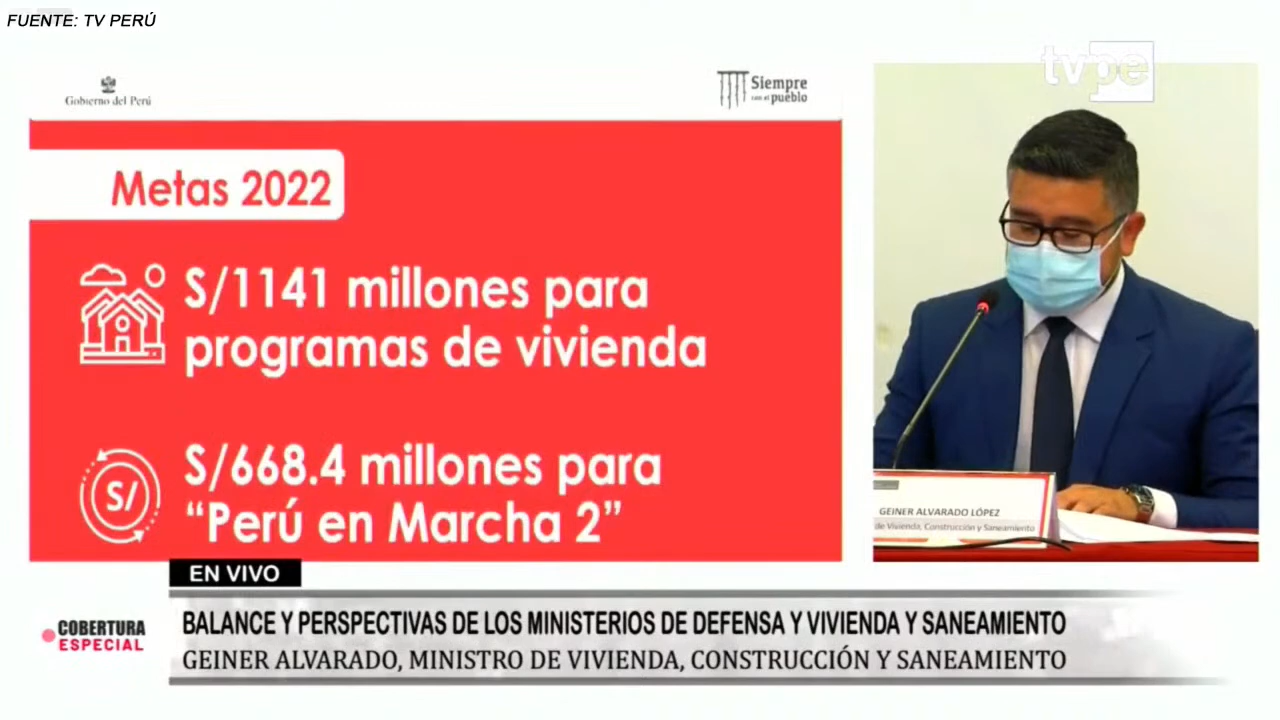 FUENTE: TV PERÚ
tvpe
Gobierno del Perú
Siempre
con el pueblo
Metas 2022
S/1141 millones para
programas de vivienda
S/
S/668.4 millones para
“Perú en Marcha 2”
GEINER ALVARADO LÓPEZ
de Vivienda, Construcción y Saneamiento
EN VIVO
COBERTURA
ESPECIAL
BALANCE Y PERSPECTIVAS DE LOS MINISTERIOS DE DEFENSA Y VIVIENDA Y SANEAMIENTO
GEINER ALVARADO, MINISTRO DE VIVIENDA, CONSTRUCCIÓN Y SANEAMIENTO